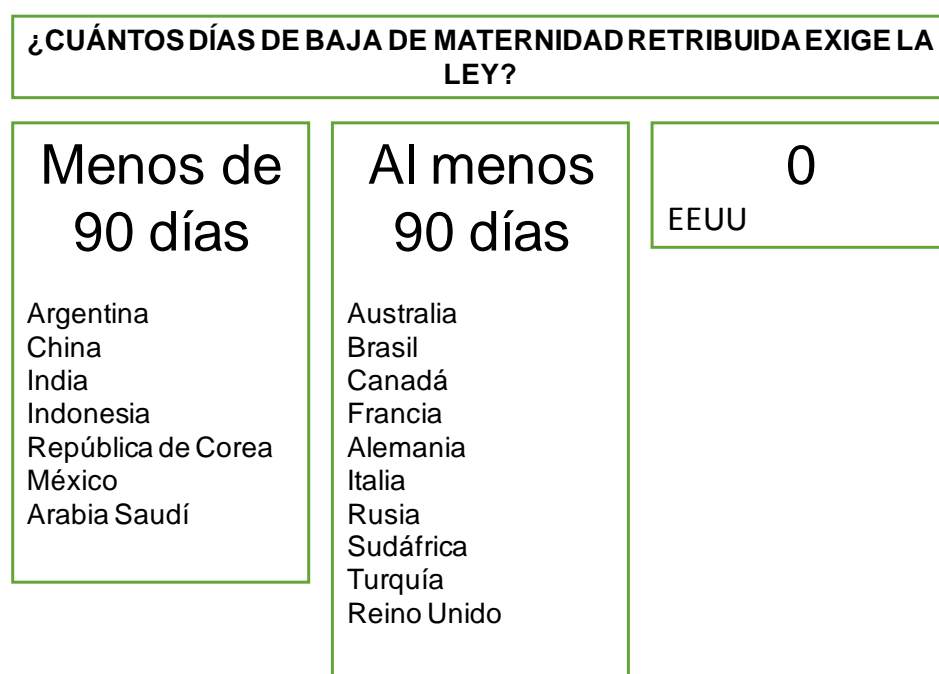 ¿CUÁNTOS DÍAS DE BAJA DE MATERNIDAD RETRIBUIDA EXIGE LA
LEY?
Menos de
90 días
Argentina
China
India
Indonesia
República de Corea
México
Arabia Saudí
Al menos
90 días
Australia
Brasil
Canadá
Francia
Alemania
Italia
Rusia
Sudáfrica
Turquía
Reino Unido
0
EEUU